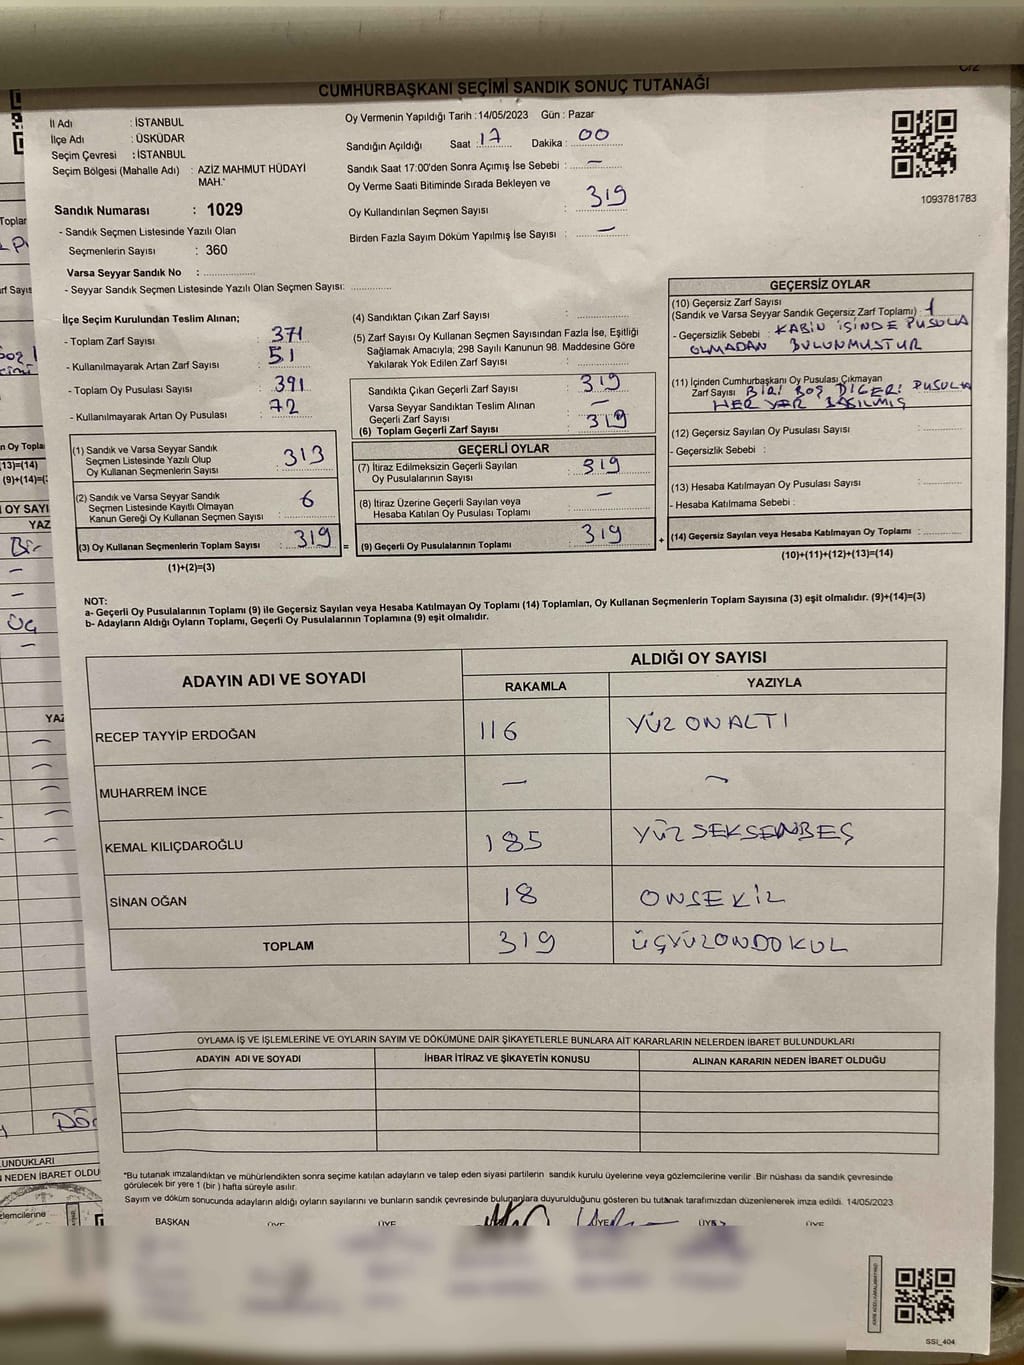 CUMHURBAŞKANI SEÇİMİ SANDIK SONUÇ TUTANAĞI
İl Adı : İSTANBUL
İlçe Adı : ÜSKÜDAR
Seçim Çevresi : İSTANBUL
Seçim Bölgesi (Mahalle Adı) : AZİZ MAHMUT HÜDAYİ
MAH.
Sandık Numarası : 1029
- Sandık Seçmen Listesinde Yazılı Olan
Seçmenlerin Sayısı : 360
Varsa Seyyar Sandık No : ................
- Seyyar Sandık Seçmen Listesinde Yazılı Olan Seçmen Sayısı: .............
Oy Vermenin Yapıldığı Tarih : 14/05/2023 Gün : Pazar
Sandığın Açıldığı Saat 17 Dakika : 00
Sandık Saat 17:00'den Sonra Açımış İse Sebebi : –
Oy Verme Saati Bitiminde Sırada Bekleyen ve
Oy Kullandırılan Seçmen Sayısı : 319
Birden Fazla Sayım Döküm Yapılmış İse Sayısı : –
1093781783
İlçe Seçim Kurulundan Teslim Alınan;
- Toplam Zarf Sayısı : 371
- Kullanılmayarak Artan Zarf Sayısı : 51
- Toplam Oy Pusulası Sayısı : 391
- Kullanılmayarak Artan Oy Pusulası : 72
(1) Sandık ve Varsa Seyyar Sandık
Seçmen Listesinde Yazılı Olup
Oy Kullanan Seçmenlerin Sayısı : 313
(2) Sandık ve Varsa Seyyar Sandık
Seçmen Listesinde Kayıtlı Olmayan
Kanun Gereği Oy Kullanan Seçmen Sayısı : 6
(3) Oy Kullanan Seçmenlerin Toplam Sayısı : 319 =
(1)+(2)=(3)
(4) Sandıktan Çıkan Zarf Sayısı :
(5) Zarf Sayısı Oy Kullanan Seçmen Sayısından Fazla İse, Eşitliği
Sağlamak Amacıyla, 298 Sayılı Kanunun 98. Maddesine Göre
Yakılarak Yok Edilen Zarf Sayısı :
Sandıkta Çıkan Geçerli Zarf Sayısı : 319
Varsa Seyyar Sandıktan Teslim Alınan
Geçerli Zarf Sayısı : –
(6) Toplam Geçerli Zarf Sayısı : 319
GEÇERLİ OYLAR
(7) İtiraz Edilmeksizin Geçerli Sayılan
Oy Pusulalarının Sayısı : 319
(8) İtiraz Üzerine Geçerli Sayılan veya
Hesaba Katılan Oy Pusulası Toplamı : –
(9) Geçerli Oy Pusulalarının Toplamı : 319 +
GEÇERSİZ OYLAR
(10) Geçersiz Zarf Sayısı
(Sandık ve Varsa Seyyar Sandık Geçersiz Zarf Toplamı) : 1
- Geçersizlik Sebebi : KABİN İÇİNDE PUSULA
OLMADAN BULUNMUŞTUR
(11) İçinden Cumhurbaşkanı Oy Pusulası Çıkmayan
Zarf Sayısı BİRİ BOŞ DİĞERİ PUSULA
HER YER BASILMIŞ
(12) Geçersiz Sayılan Oy Pusulası Sayısı :
- Geçersizlik Sebebi :
(13) Hesaba Katılmayan Oy Pusulası Sayısı :
- Hesaba Katılmama Sebebi :
(14) Geçersiz Sayılan veya Hesaba Katılmayan Oy Toplamı :
(10)+(11)+(12)+(13)=(14)
NOT:
a- Geçerli Oy Pusulalarının Toplamı (9) ile Geçersiz Sayılan veya Hesaba Katılmayan Oy Toplamı (14) Toplamları, Oy Kullanan Seçmenlerin Toplam Sayısına (3) eşit olmalıdır. (9)+(14)=(3)
b- Adayların Aldığı Oyların Toplamı, Geçerli Oy Pusulalarının Toplamına (9) eşit olmalıdır.
ADAYIN ADI VE SOYADI ALDIĞI OY SAYISI
RAKAMLA YAZIYLA
RECEP TAYYİP ERDOĞAN 116 YÜZ ONALTI
MUHARREM İNCE – –
KEMAL KILIÇDAROĞLU 185 YÜZ SEKSENBEŞ
SİNAN OĞAN 18 ONSEKİZ
TOPLAM 319 ÜÇYÜZONDOKUZ
OYLAMA İŞ VE İŞLEMLERİNE VE OYLARIN SAYIM VE DÖKÜMÜNE DAİR ŞİKAYETLERLE BUNLARA AİT KARARLARIN NELERDEN İBARET BULUNDUKLARI
ADAYIN ADI VE SOYADI İHBAR İTİRAZ VE ŞİKAYETİN KONUSU ALINAN KARARIN NEDEN İBARET OLDUĞU
"Bu tutanak imzalandıktan ve mühürlendikten sonra seçime katılan adayların ve talep eden siyasi partilerin sandık kurulu üyelerine veya gözlemcilerine verilir. Bir nüshası da sandık çevresinde
görülecek bir yere 1 (bir ) hafta süreyle asılır.
Sayım ve döküm sonucunda adayların aldığı oyların sayılarını ve bunların sandık çevresinde bulunanlara duyurulduğunu gösteren bu tutanak tarafımızdan düzenlenerek imza edildi. 14/05/2023
BAŞKAN ÜYE ÜYE ÜYE ÜYE ÜYE
SSİ_404